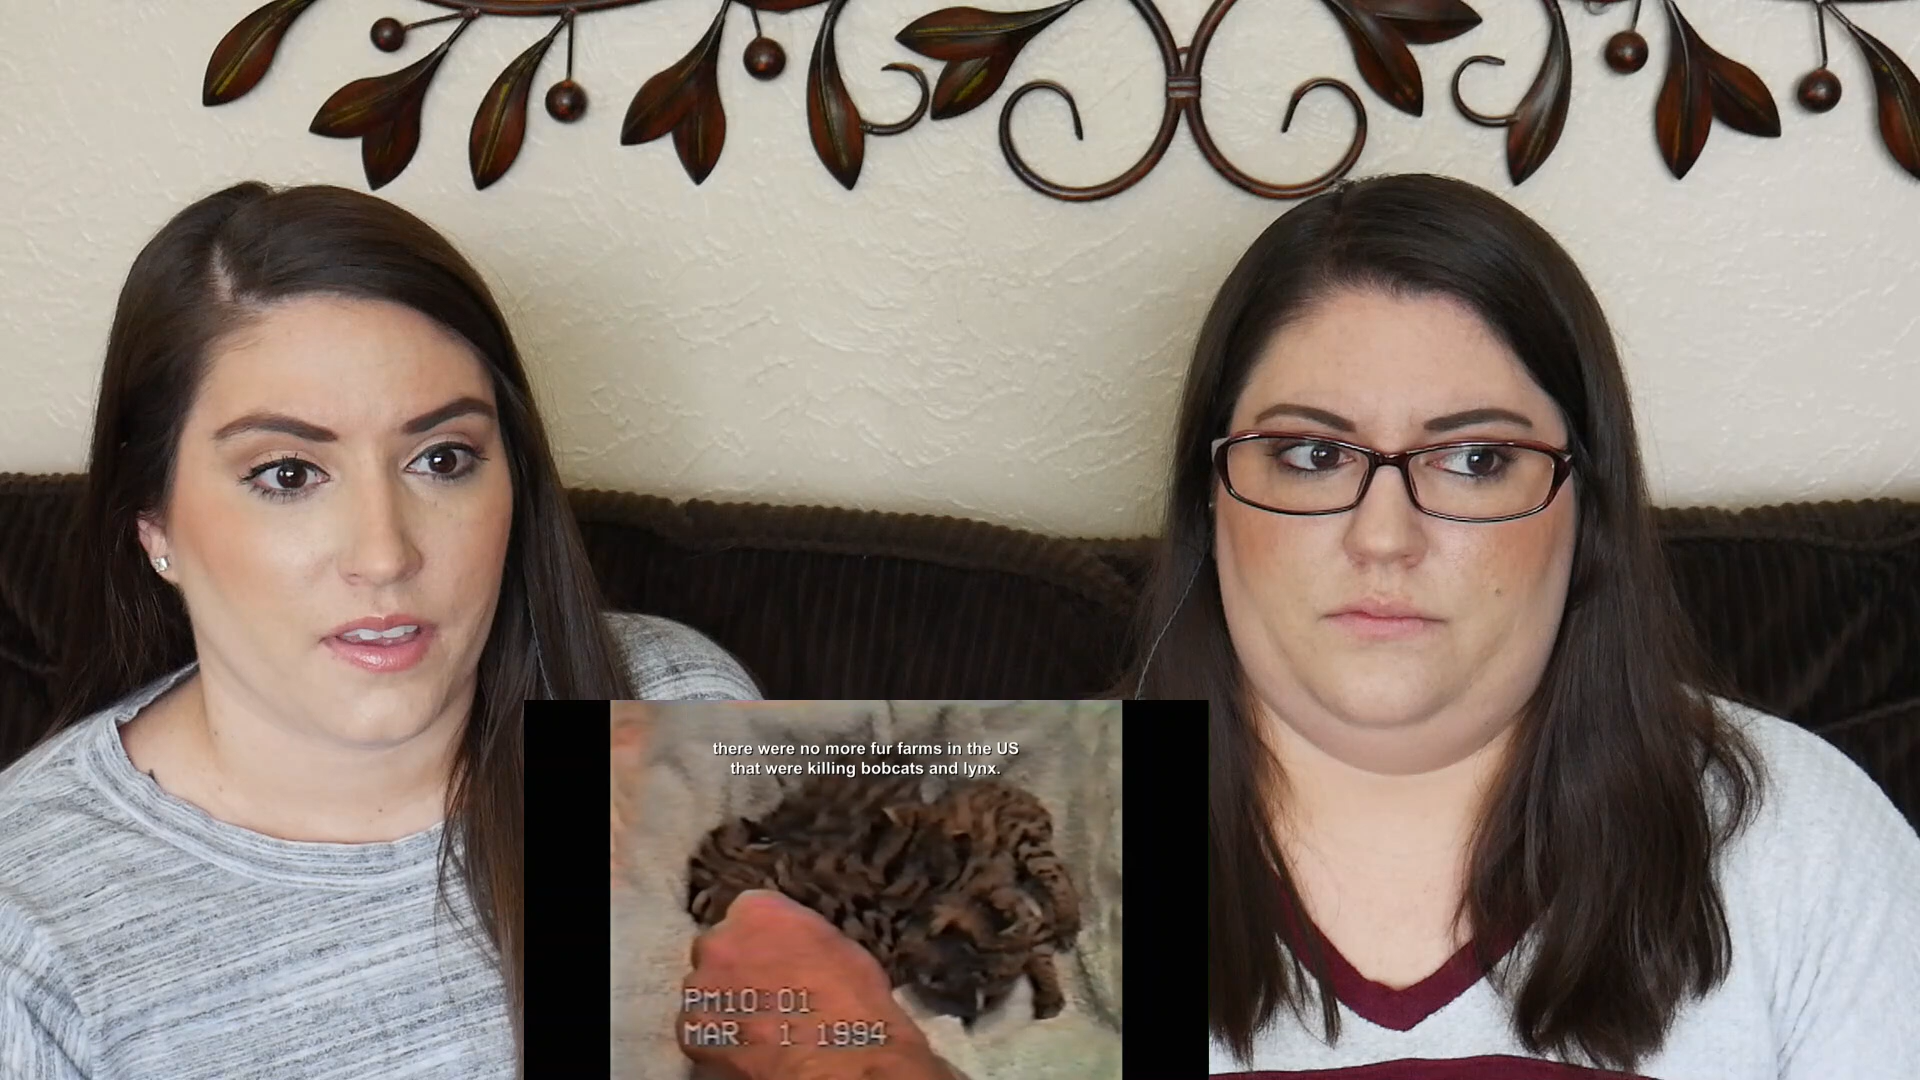 there were no more fur farms in the US
that were killing bobcats and lynx.
PM10:01
MAR. 1 1994